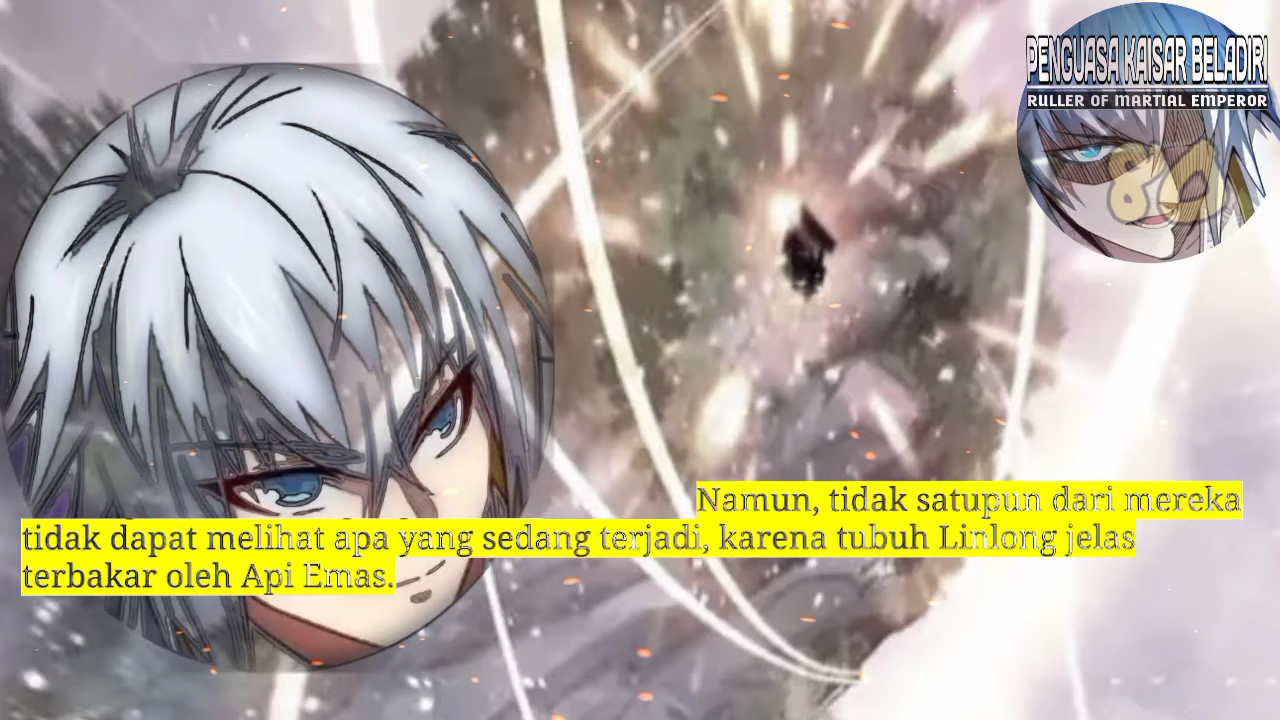 PENGUASA KAISAR BELADIRI
RULLER OF MARTIAL EMPEROR
69
Namun, tidak satupun dari mereka
tidak dapat melihat apa yang sedang terjadi, karena tubuh Linlong jelas
terbakar oleh Api Emas.